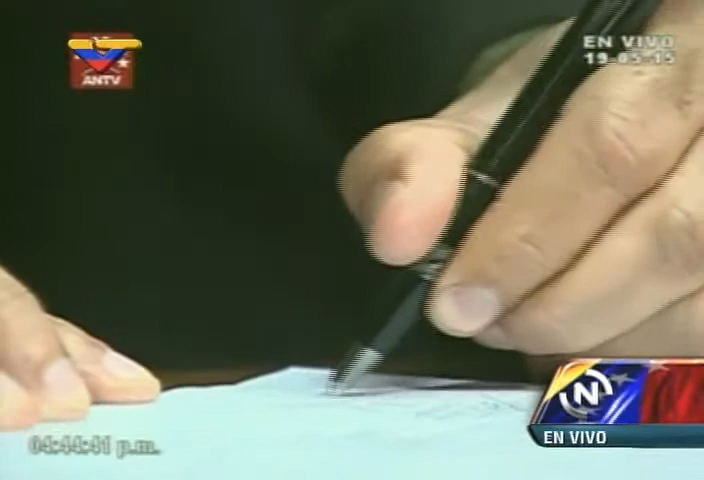 ANTV
EN VIVO
19-05-15
N
EN VIVO
04:44:41 p.m.